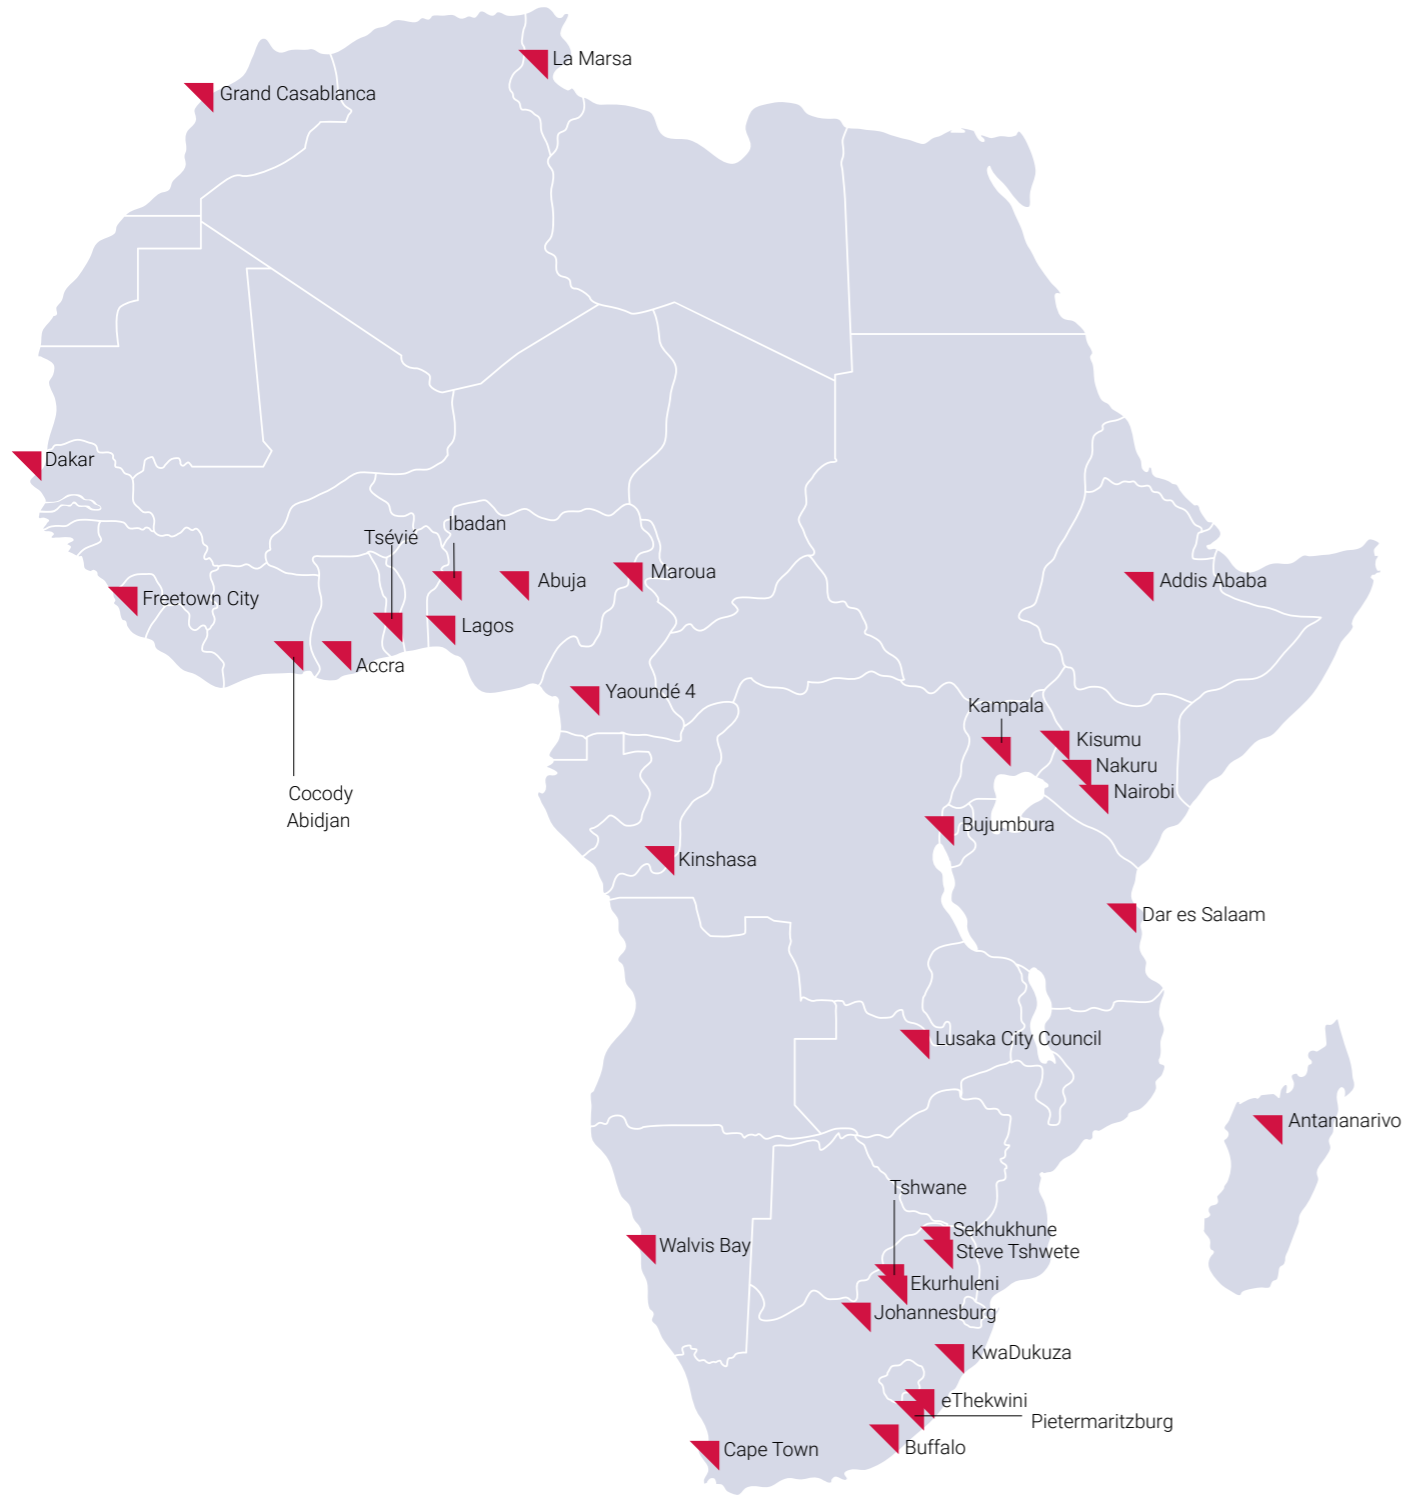 La Marsa
Grand Casablanca
Dakar
Ibadan
Tsévié
Maroua
Abuja
Addis Ababa
Freetown City
Lagos
Accra
Yaoundé 4
Kampala
Kisumu
Nakuru
Nairobi
Cocody
Abidjan
Bujumbura
Kinshasa
Dar es Salaam
Lusaka City Council
Antananarivo
Tshwane
Sekhukhune
Walvis Bay
Steve Tshwete
Ekurhuleni
Johannesburg
KwaDukuza
eThekwini
Pietermaritzburg
Buffalo
Cape Town